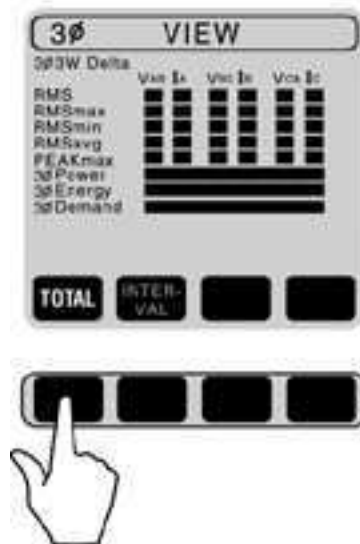 3ø VIEW
3ø3W Delta
VAB IA VBC IB VCA IC
RMS
RMSmax
RMSmin
RMSavg
PEAKmax
3øPower
3øEnergy
3øDemand
TOTAL INTER-
VAL